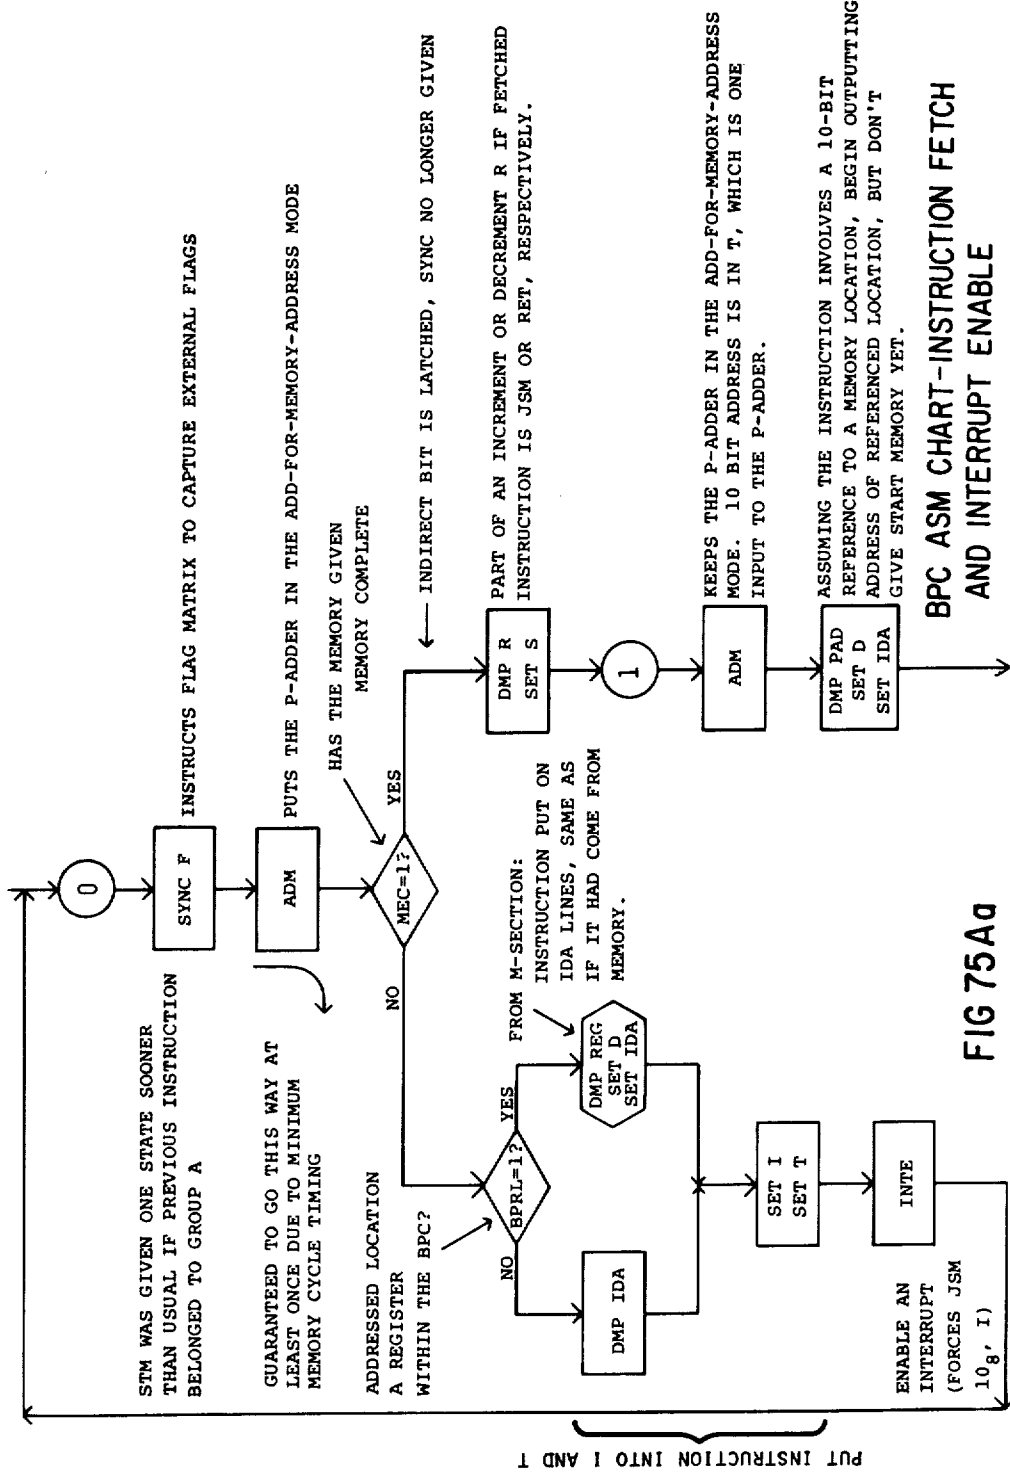 STM WAS GIVEN ONE STATE SOONER
THAN USUAL IF PREVIOUS INSTRUCTION
BELONGED TO GROUP A
0
SYNC F
INSTRUCTS FLAG MATRIX TO CAPTURE EXTERNAL FLAGS
GUARANTEED TO GO THIS WAY AT
LEAST ONCE DUE TO MINIMUM
MEMORY CYCLE TIMING
ADM
PUTS THE P-ADDER IN THE ADD-FOR-MEMORY-ADDRESS MODE
HAS THE MEMORY GIVEN
MEMORY COMPLETE
MEC=1?
NO
YES
INDIRECT BIT IS LATCHED, SYNC NO LONGER GIVEN
ADDRESSED LOCATION
A REGISTER
WITHIN THE BPC?
BPRL=1?
NO
YES
FROM M-SECTION:
INSTRUCTION PUT ON
IDA LINES, SAME AS
IF IT HAD COME FROM
MEMORY.
DMP IDA
DMP REG
SET D
SET IDA
DMP R
SET S
PART OF AN INCREMENT OR DECREMENT R IF FETCHED
INSTRUCTION IS JSM OR RET, RESPECTIVELY.
1
ADM
KEEPS THE P-ADDER IN THE ADD-FOR-MEMORY-ADDRESS
MODE. 10 BIT ADDRESS IS IN T, WHICH IS ONE
INPUT TO THE P-ADDER.
SET I
SET T
DMP PAD
SET D
SET IDA
ASSUMING THE INSTRUCTION INVOLVES A 10-BIT
REFERENCE TO A MEMORY LOCATION, BEGIN OUTPUTTING
ADDRESS OF REFERENCED LOCATION, BUT DON'T
GIVE START MEMORY YET.
PUT INSTRUCTION INTO I AND T
INTE
ENABLE AN
INTERRUPT
(FORCES JSM
10₈, I)
FIG 75Aa
BPC ASM CHART-INSTRUCTION FETCH
AND INTERRUPT ENABLE